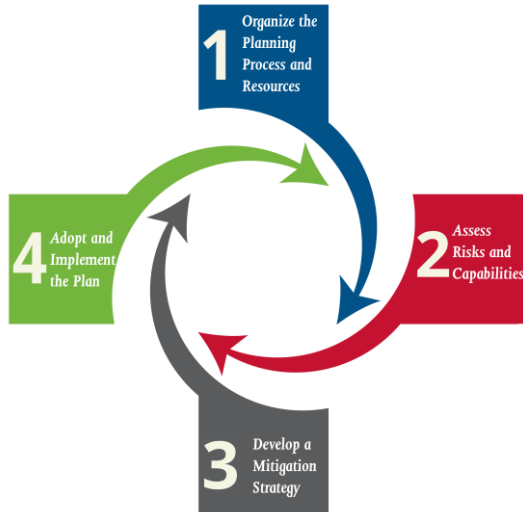 1
Organize the
Planning
Process and
Resources
2
Assess
Risks and
Capabilities
3
Develop a
Mitigation
Strategy
4
Adopt and
Implement
the Plan